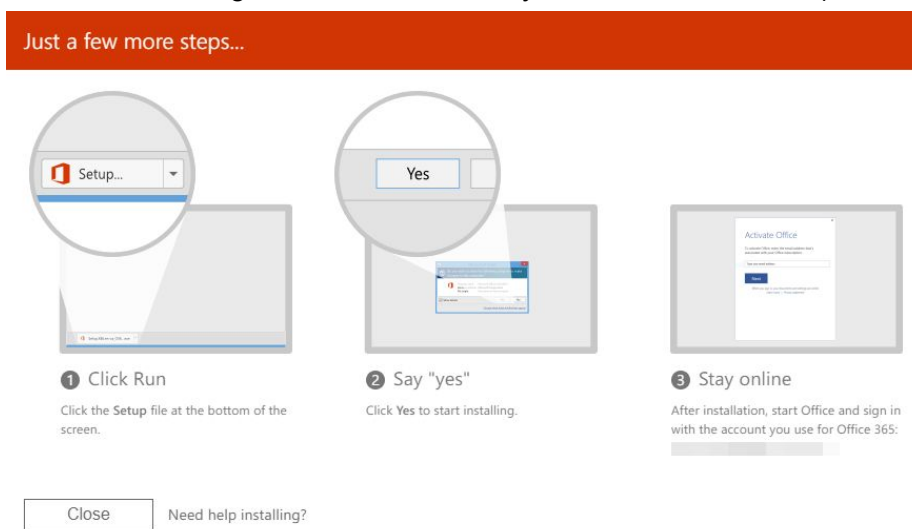 Just a few more steps...
Setup...
Yes
Activate Office
1 Click Run
2 Say "yes"
3 Stay online
Click the Setup file at the bottom of the
screen.
Click Yes to start installing.
After installation, start Office and sign in
with the account you use for Office 365:
Close
Need help installing?